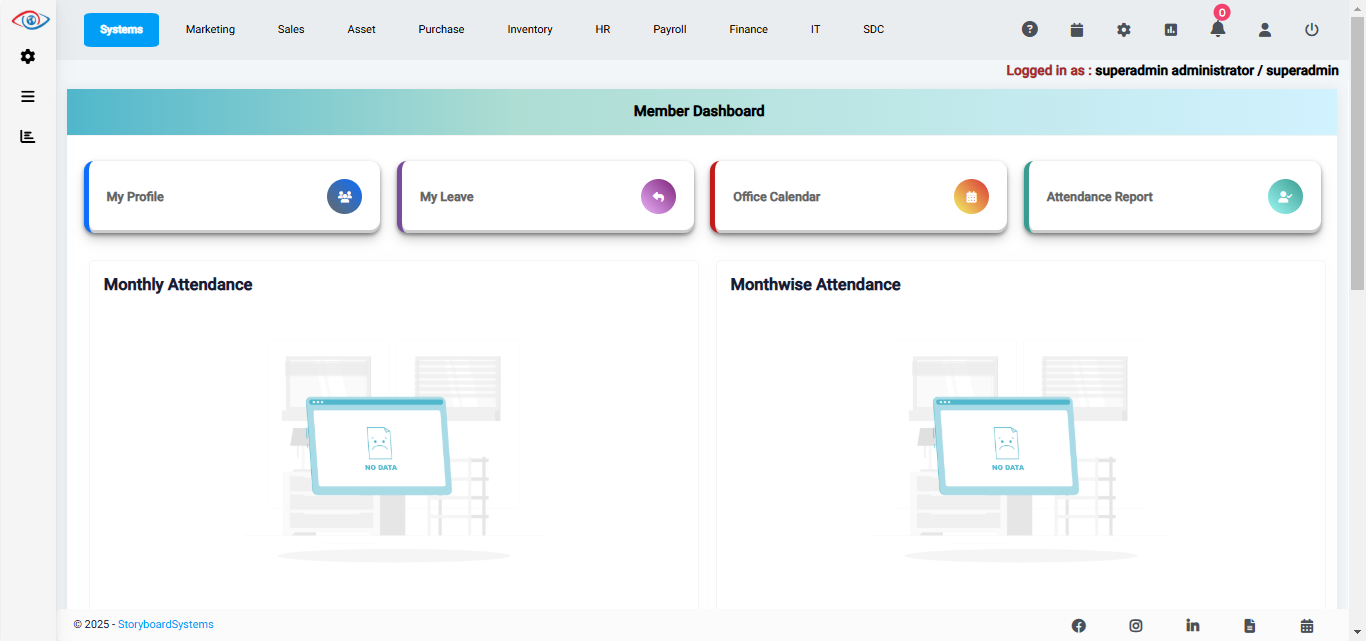 Systems Marketing Sales Asset Purchase Inventory HR Payroll Finance IT SDC 0
Logged in as : superadmin administrator / superadmin
Member Dashboard
My Profile My Leave Office Calendar Attendance Report
Monthly Attendance Monthwise Attendance
NO DATA NO DATA
© 2025 - StoryboardSystems